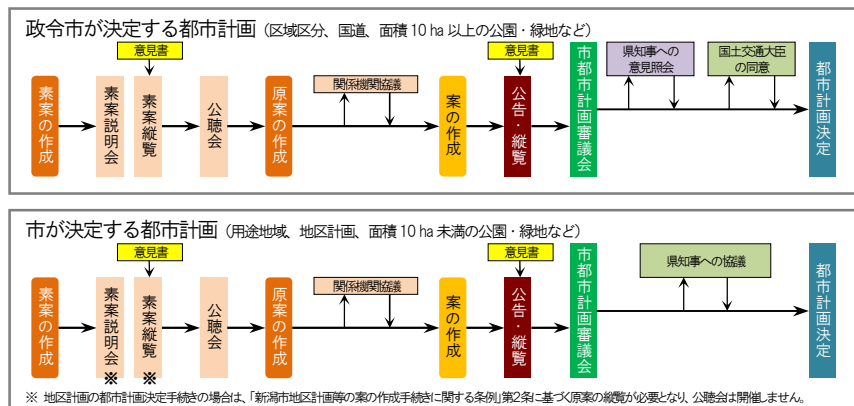 政令市が決定する都市計画（区域区分、国道、面積10ha以上の公園・緑地など）
意見書
意見書
県知事への
意見照会
国土交通大臣
の同意
関係機関協議
素案の作成
素案説明会
素案縦覧
公聴会
原案の作成
案の作成
公告・縦覧
市都市計画審議会
都市計画決定
市が決定する都市計画（用途地域、地区計画、面積10ha未満の公園・緑地など）
意見書
意見書
県知事への協議
関係機関協議
素案の作成
素案説明会※
素案縦覧※
公聴会
原案の作成
案の作成
公告・縦覧
市都市計画審議会
都市計画決定
※ 地区計画の都市計画決定手続きの場合は、「新潟市地区計画等の案の作成手続きに関する条例」第2条に基づく原案の縦覧が必要となり、公聴会は開催しません。